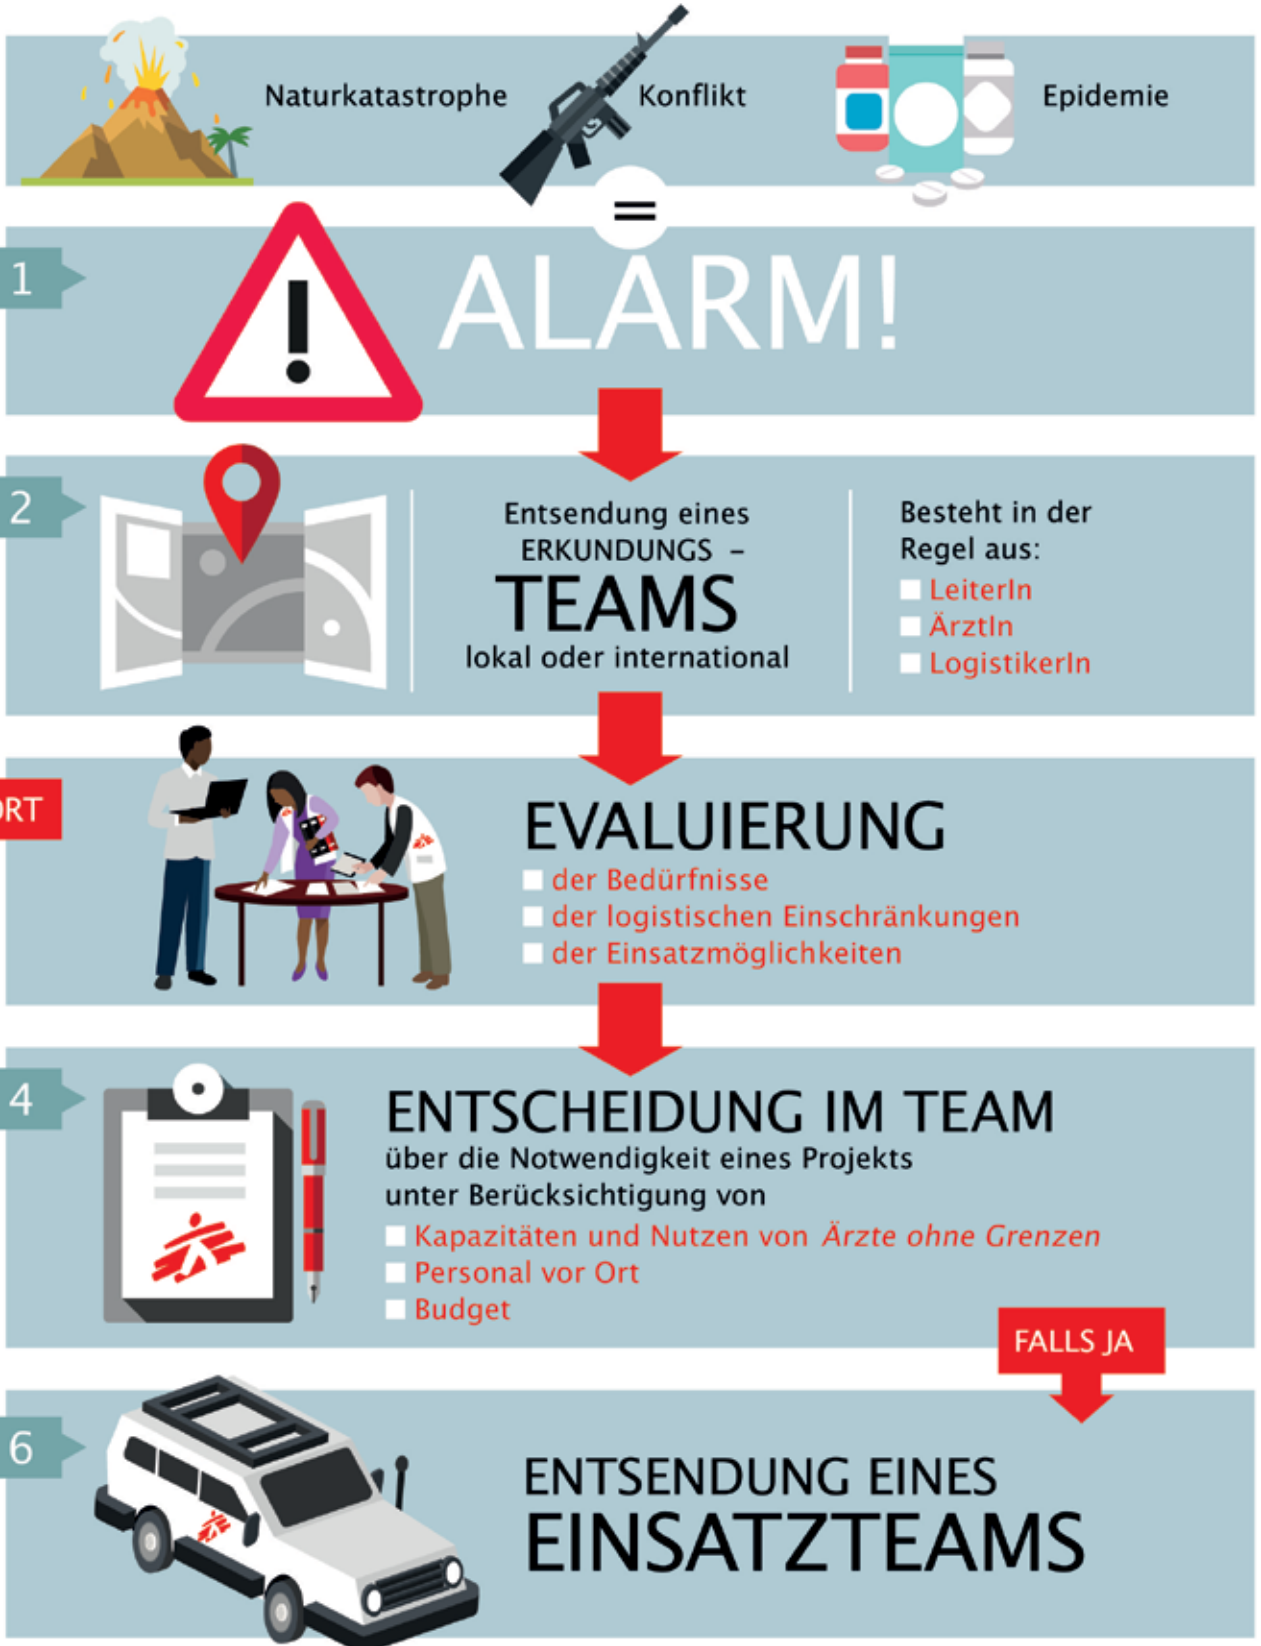 Naturkatastrophe
Konflikt
Epidemie
=
1
ALARM!
2
Entsendung eines
ERKUNDUNGS –
TEAMS
lokal oder international
Besteht in der
Regel aus:
LeiterIn
ÄrztIn
LogistikerIn
ORT
EVALUIERUNG
der Bedürfnisse
der logistischen Einschränkungen
der Einsatzmöglichkeiten
4
ENTSCHEIDUNG IM TEAM
über die Notwendigkeit eines Projekts
unter Berücksichtigung von
Kapazitäten und Nutzen von Ärzte ohne Grenzen
Personal vor Ort
Budget
FALLS JA
6
ENTSENDUNG EINES
EINSATZTEAMS